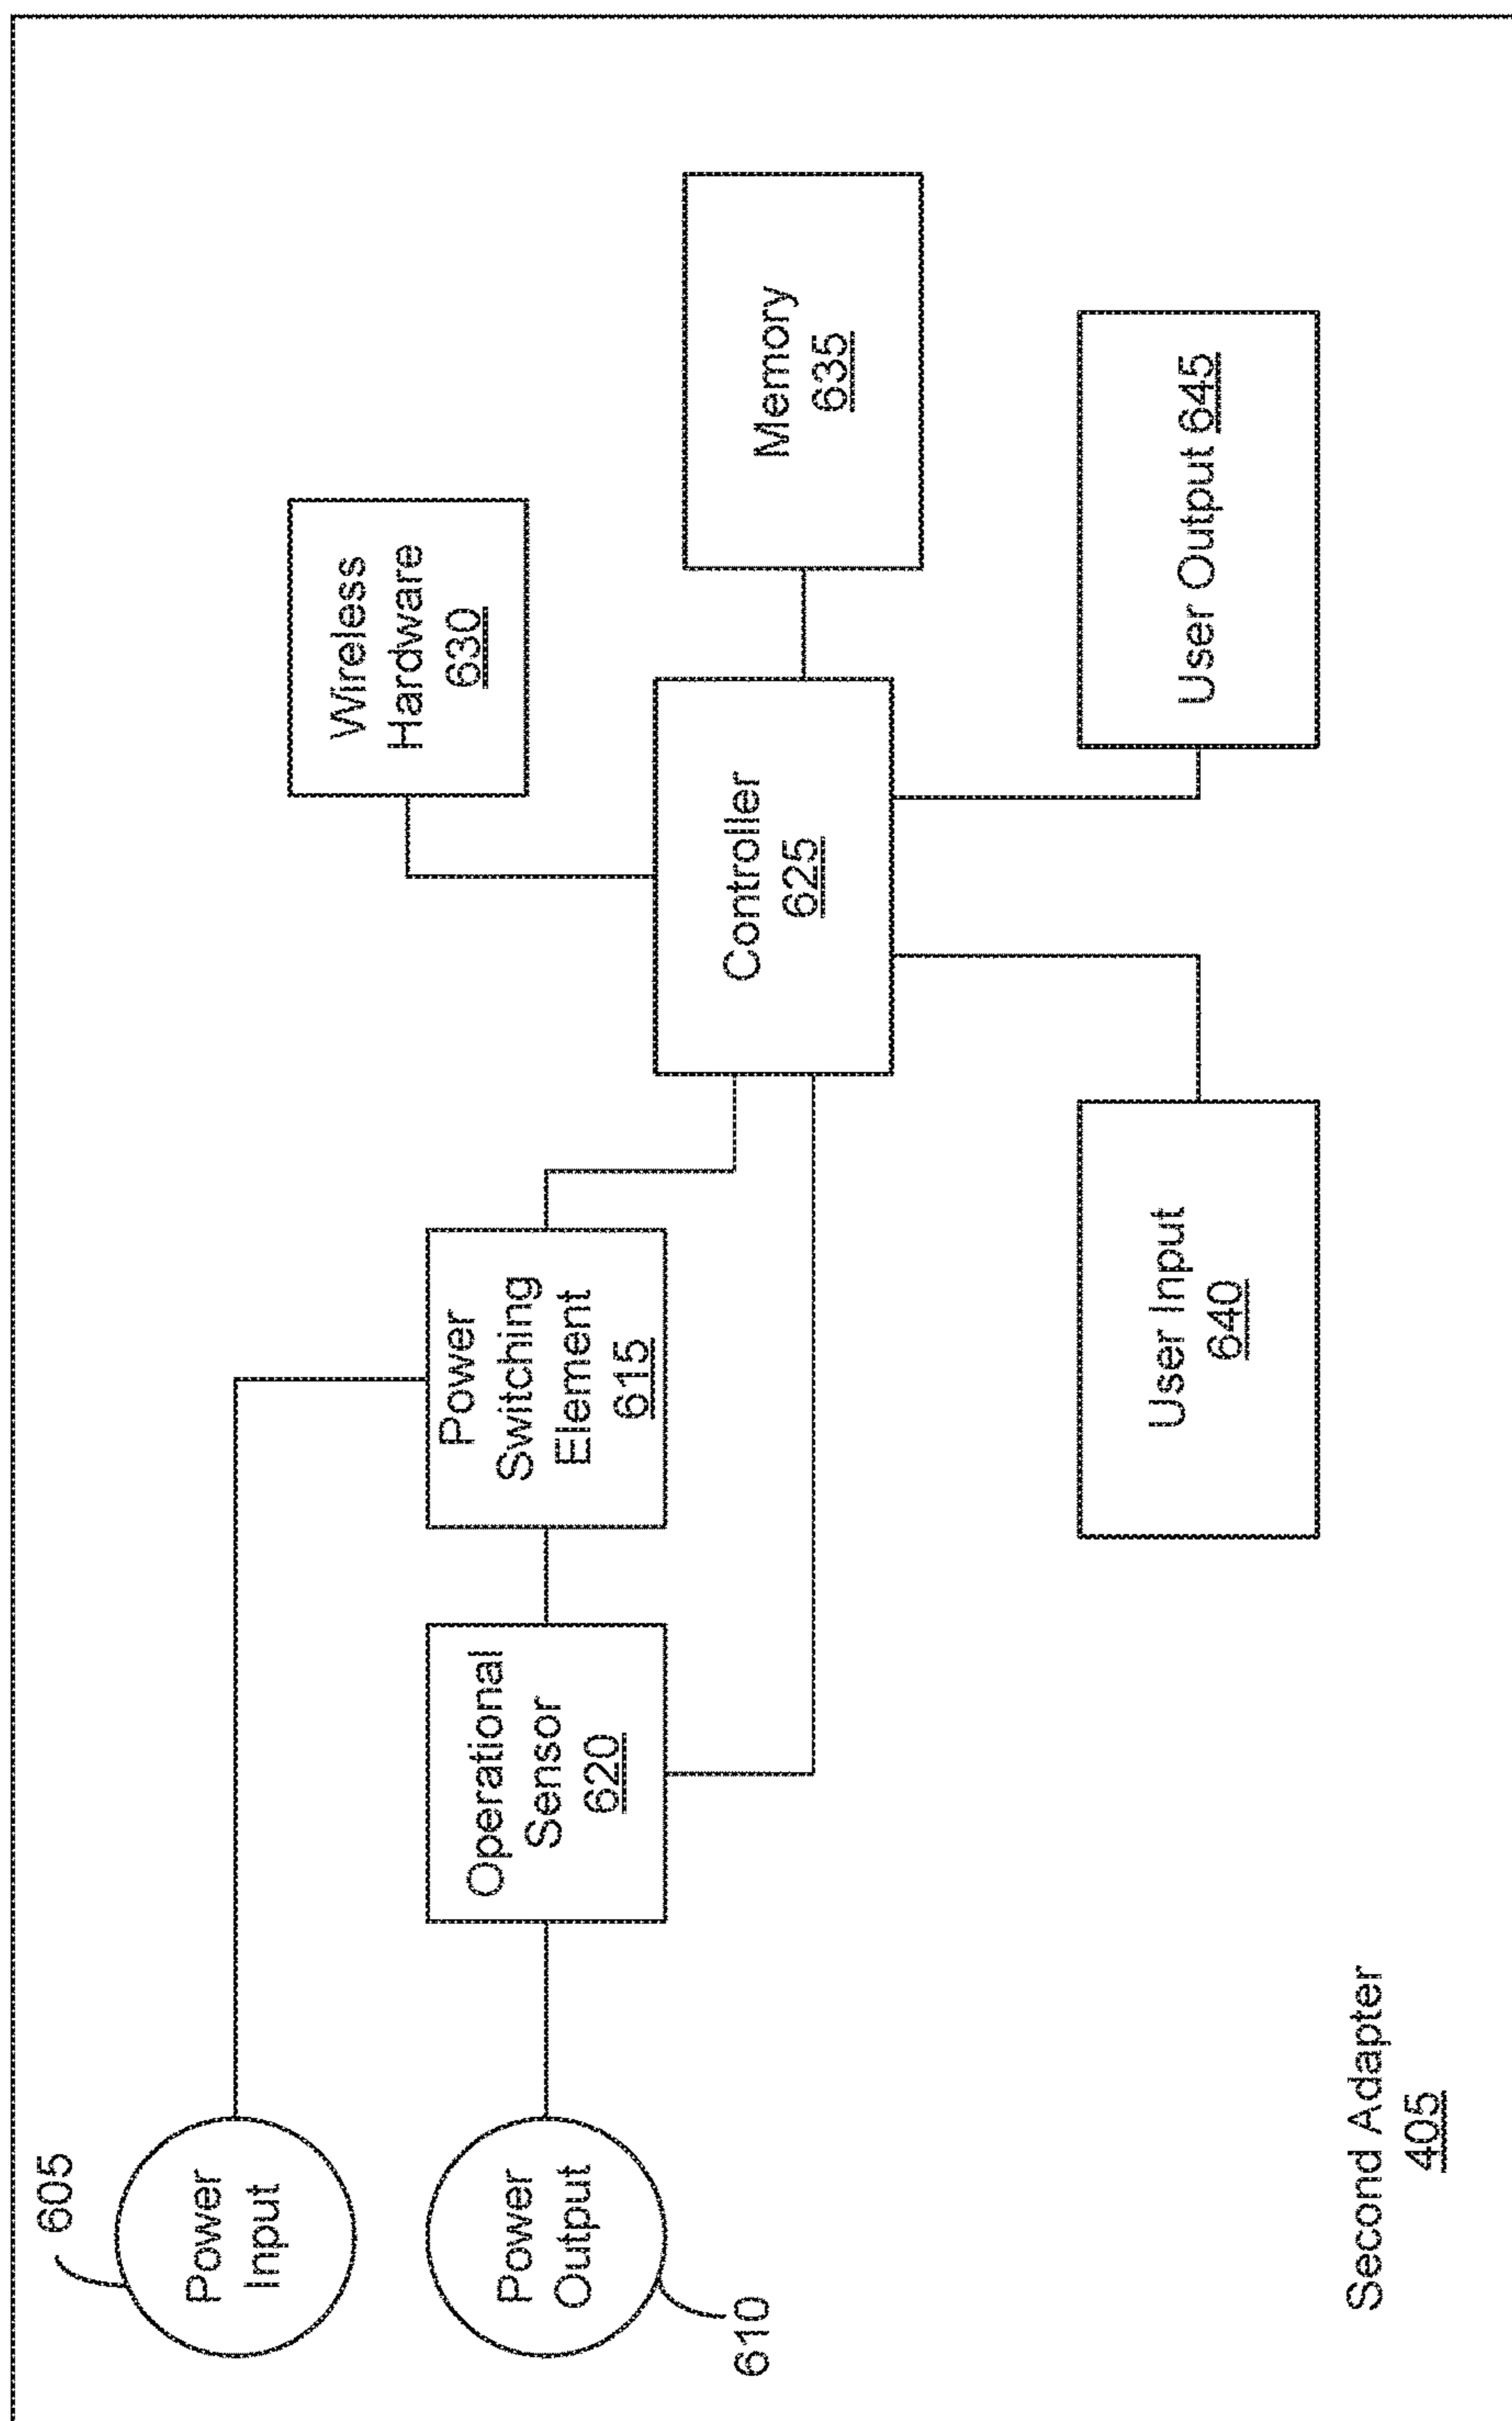 605
Power
Input
Power
Output
610
Operational
Sensor
620
Power
Switching
Element
615
Wireless
Hardware
630
Controller
625
Memory
635
User Input
640
User Output 645
Second Adapter
405